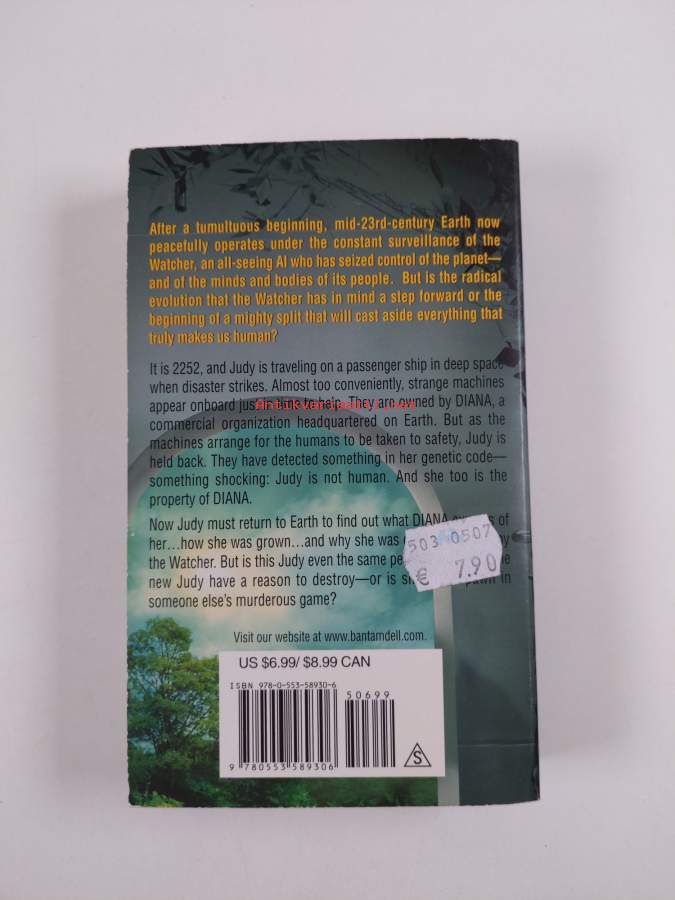 After a tumultuous beginning, mid-23rd-century Earth now
peacefully operates under the constant surveillance of the
Watcher, an all-seeing AI who has seized control of the planet—
and of the minds and bodies of its people. But is the radical
evolution that the Watcher has in mind a step forward or the
beginning of a mighty split that will cast aside everything that
truly makes us human?
It is 2252, and Judy is traveling on a passenger ship in deep space
when disaster strikes. Almost too conveniently, strange machines
appear onboard just in time to help. They are owned by DIANA, a
commercial organization headquartered on Earth. But as the
machines arrange for the humans to be taken to safety, Judy is
held back. They have detected something in her genetic code—
something shocking: Judy is not human. And she too is the
property of DIANA.
Now Judy must return to Earth to find out what DIANA of
her...how she was grown...and why she was
the Watcher. But is this Judy even the same
new Judy have a reason to destroy—or is in
someone else's murderous game?
503 0507
€ 7.90
Visit our website at www.bantamdell.com.
US $6.99/ $8.99 CAN
ISBN 978-0-553-58930-6
50699
9 780553 589306
S